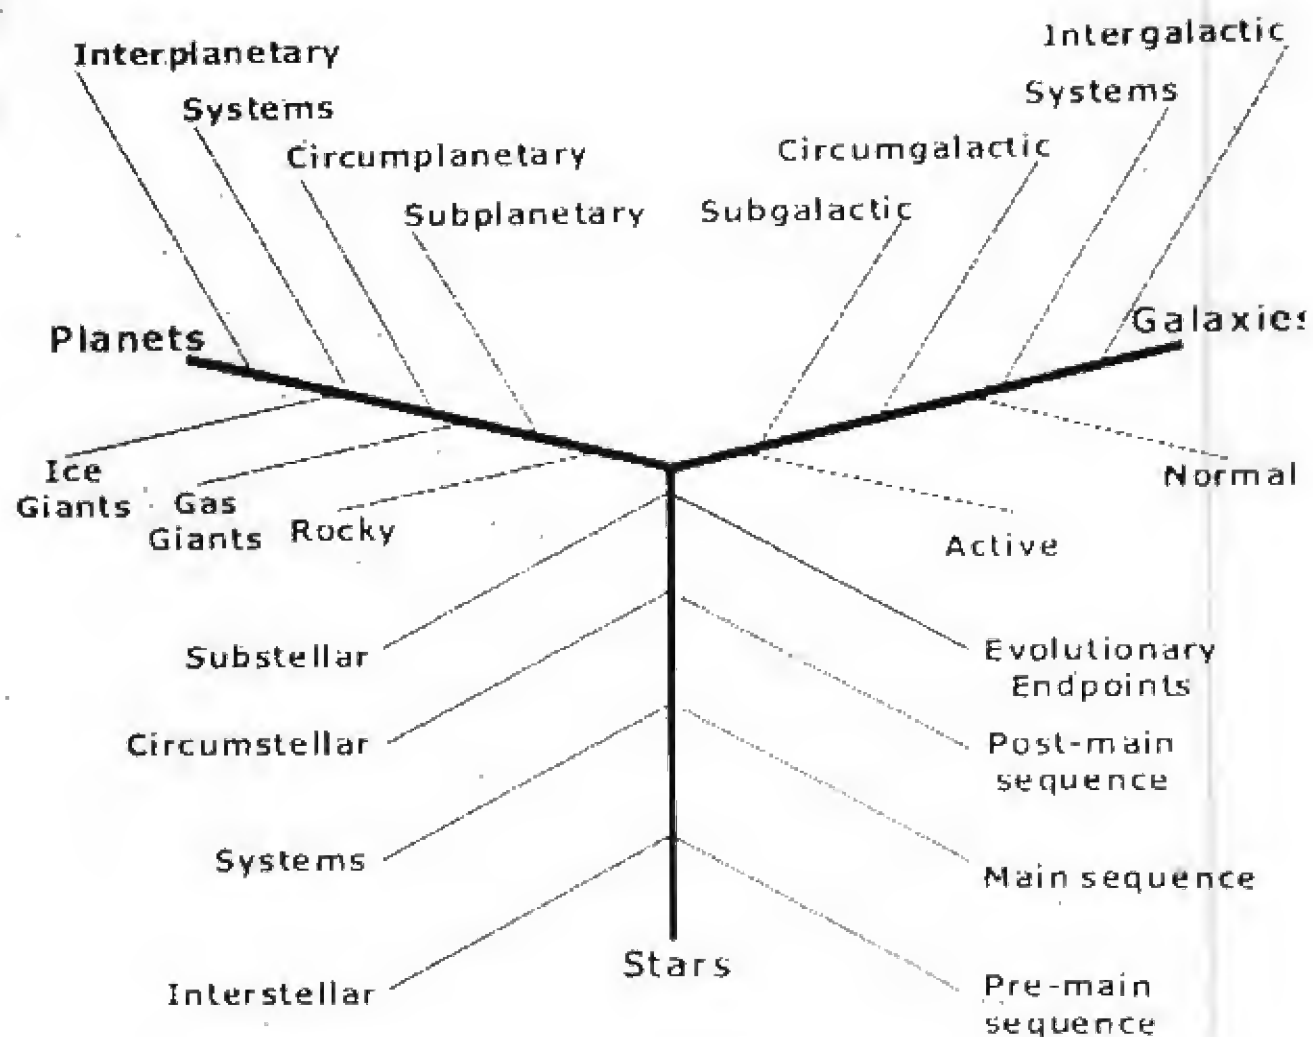 Intergalactic
Interplanetary
Systems
Systems
Circumplanetary
Circumgalactic
Subplanetary
Subgalactic
Planets
Galaxies
Ice
Giants
Gas
Giants
Rocky
Normal
Active
Substellar
Evolutionary
Endpoints
Circumstellar
Post-main
sequence
Systems
Main sequence
Stars
Interstellar
Pre-main
sequence